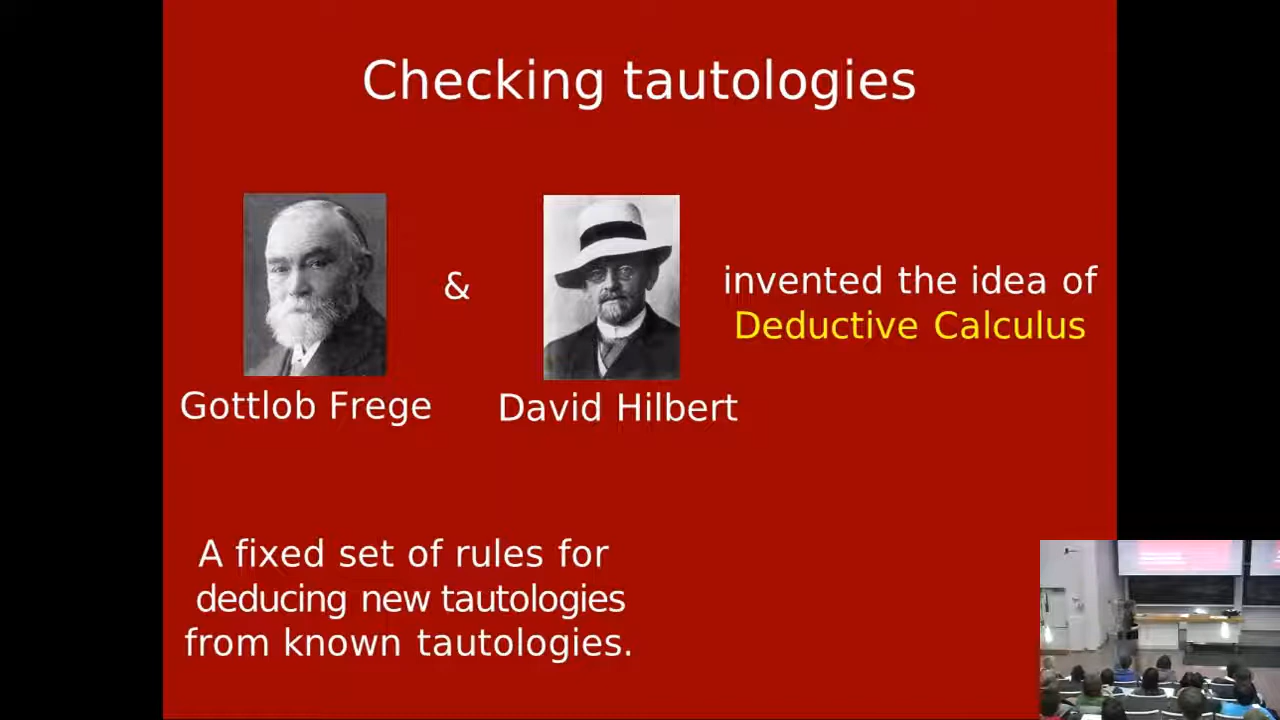 Checking tautologies
&
invented the idea of
Deductive Calculus
Gottlob Frege
David Hilbert
A fixed set of rules for
deducing new tautologies
from known tautologies.